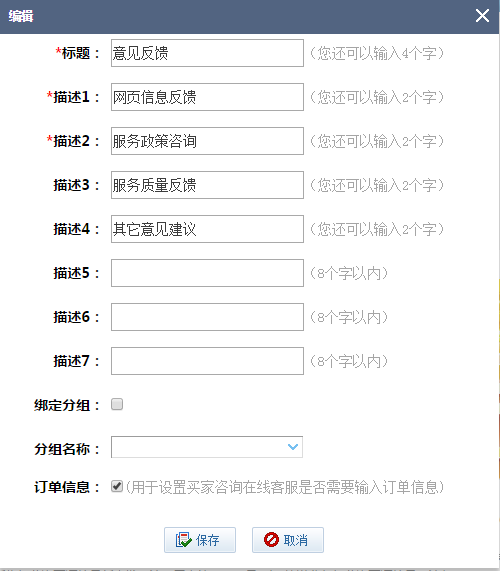 编辑
*标题： 意见反馈 （您还可以输入4个字）
*描述1： 网页信息反馈 （您还可以输入2个字）
*描述2： 服务政策咨询 （您还可以输入2个字）
描述3： 服务质量反馈 （您还可以输入2个字）
描述4： 其它意见建议 （您还可以输入2个字）
描述5： （8个字以内）
描述6： （8个字以内）
描述7： （8个字以内）
绑定分组：
分组名称：
订单信息： (用于设置买家咨询在线客服是否需要输入订单信息)
保存 取消